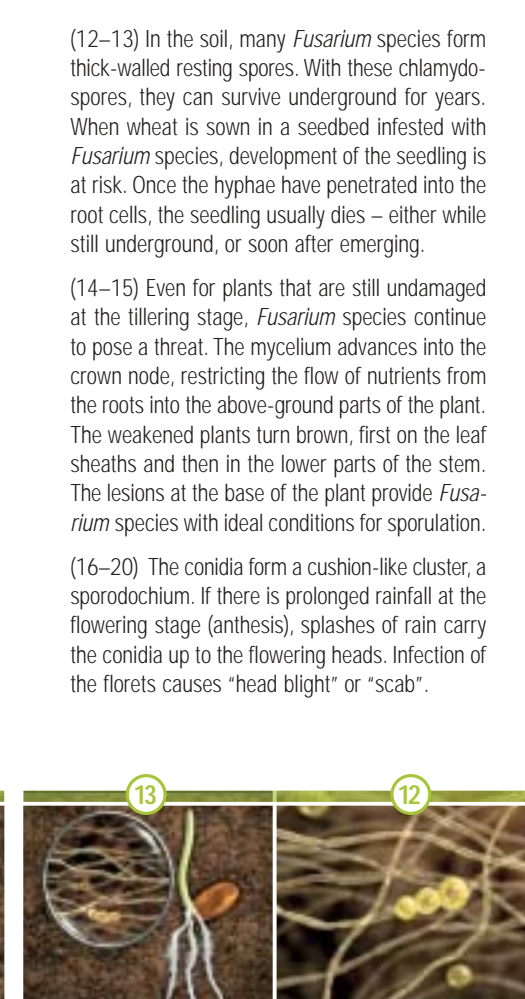 (12–13) In the soil, many Fusarium species form
thick-walled resting spores. With these chlamydo-
spores, they can survive underground for years.
When wheat is sown in a seedbed infested with
Fusarium species, development of the seedling is
at risk. Once the hyphae have penetrated into the
root cells, the seedling usually dies – either while
still underground, or soon after emerging.
(14–15) Even for plants that are still undamaged
at the tillering stage, Fusarium species continue
to pose a threat. The mycelium advances into the
crown node, restricting the flow of nutrients from
the roots into the above-ground parts of the plant.
The weakened plants turn brown, first on the leaf
sheaths and then in the lower parts of the stem.
The lesions at the base of the plant provide Fusa-
rium species with ideal conditions for sporulation.
(16–20) The conidia form a cushion-like cluster, a
sporodochium. If there is prolonged rainfall at the
flowering stage (anthesis), splashes of rain carry
the conidia up to the flowering heads. Infection of
the florets causes “head blight” or “scab”.
13 12